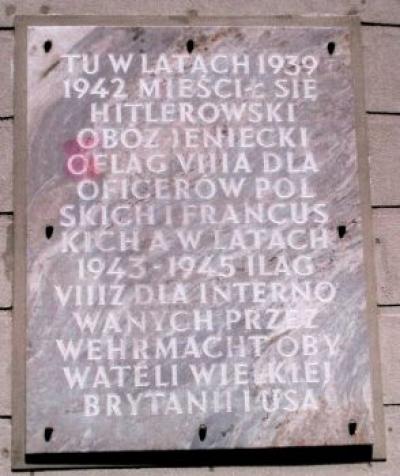 TU W LATACH 1939
1942 MIEŚCIŁ SIĘ
HITLEROWSKI
OBÓZ JENIECKI
OFLAG VIIIA DLA
OFICERÓW POL
SKICH I FRANCUS
KICH A W LATACH
1943-1945 ILAG
VIIIZ DLA INTERNO
WANYCH PRZEZ
WEHRMACHT OBY
WATELI WIELKIEJ
BRYTANII I USA